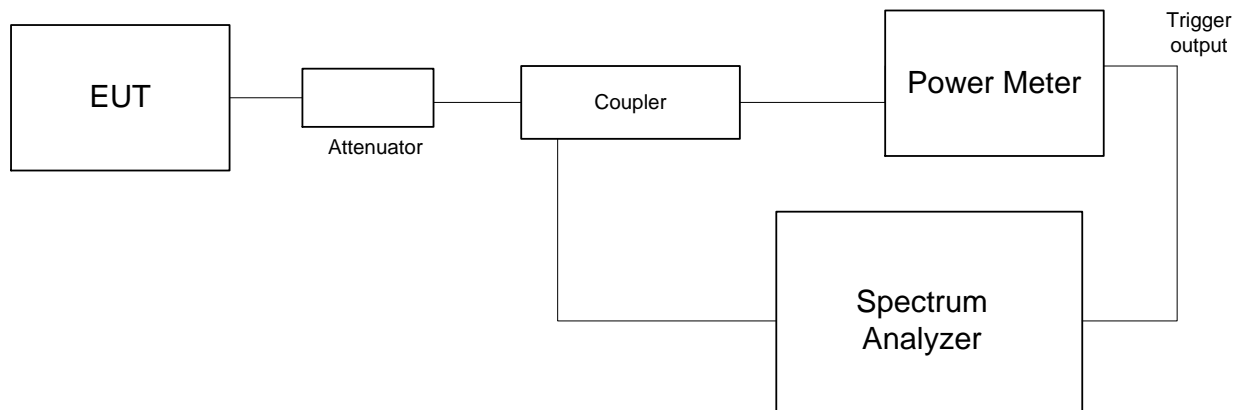 EUT
Attenuator
Coupler
Power Meter
Trigger
output
Spectrum
Analyzer